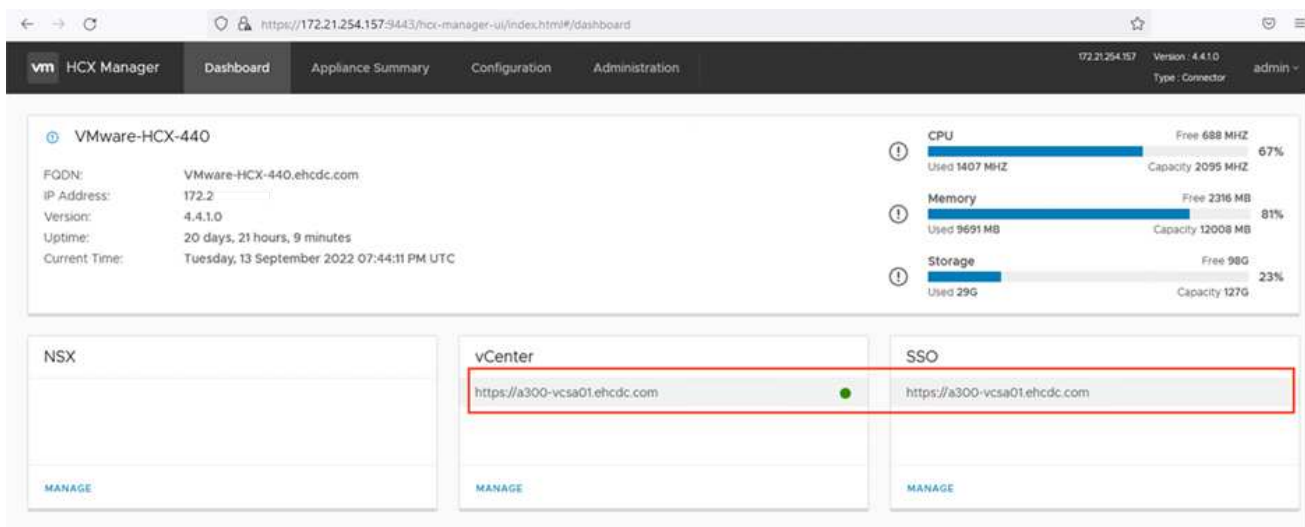 https://172.21.254.157:9443/hcx-manager-ui/index.html#/dashboard
vm HCX Manager Dashboard Appliance Summary Configuration Administration 172.21.254.157 Version : 4.4.1.0 admin
Type : Connector
VMware-HCX-440
FQDN: VMware-HCX-440.ehcdc.com
IP Address: 172.2
Version: 4.4.1.0
Uptime: 20 days, 21 hours, 9 minutes
Current Time: Tuesday, 13 September 2022 07:44:11 PM UTC
CPU Free 688 MHZ
67%
Used 1407 MHZ Capacity 2095 MHZ
Memory Free 2316 MB
81%
Used 9691 MB Capacity 12008 MB
Storage Free 98G
23%
Used 29G Capacity 127G
NSX
MANAGE
vCenter
https://a300-vcsa01.ehcdc.com
MANAGE
SSO
https://a300-vcsa01.ehcdc.com
MANAGE